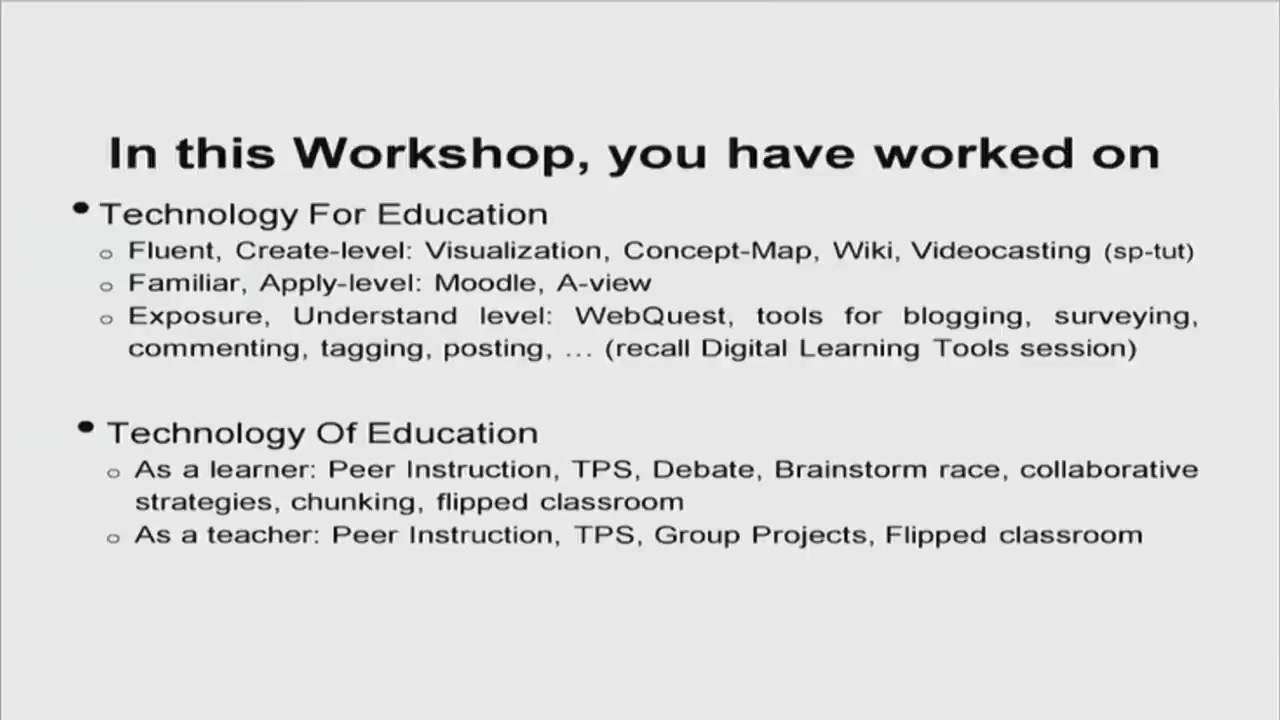 In this Workshop, you have worked on
• Technology For Education
o Fluent, Create-level: Visualization, Concept-Map, Wiki, Videocasting (sp-tut)
o Familiar, Apply-level: Moodle, A-view
o Exposure, Understand level: WebQuest, tools for blogging, surveying,
commenting, tagging, posting, … (recall Digital Learning Tools session)
• Technology Of Education
o As a learner: Peer Instruction, TPS, Debate, Brainstorm race, collaborative
strategies, chunking, flipped classroom
o As a teacher: Peer Instruction, TPS, Group Projects, Flipped classroom